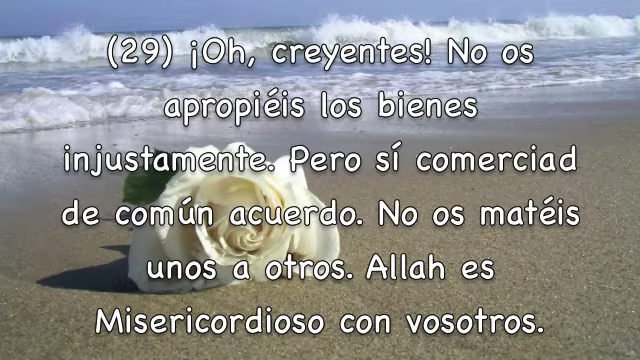 (29) ¡Oh, creyentes! No os
apropiéis los bienes
injustamente. Pero sí comerciad
de común acuerdo. No os matéis
unos a otros. Allah es
Misericordioso con vosotros.